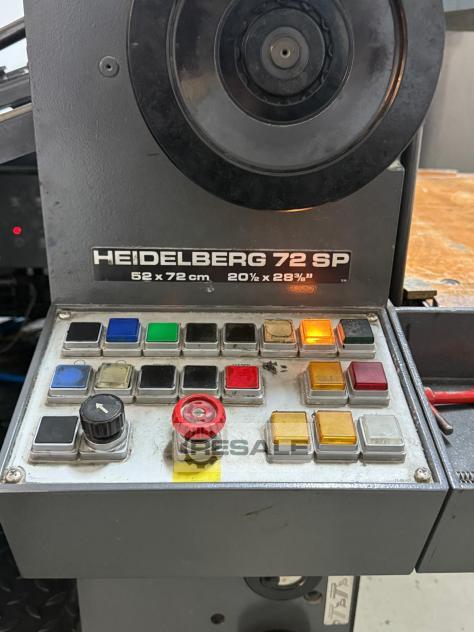 HEIDELBERG 72 SP
52 x 72 cm 20½ x 28⅜"
RESALE